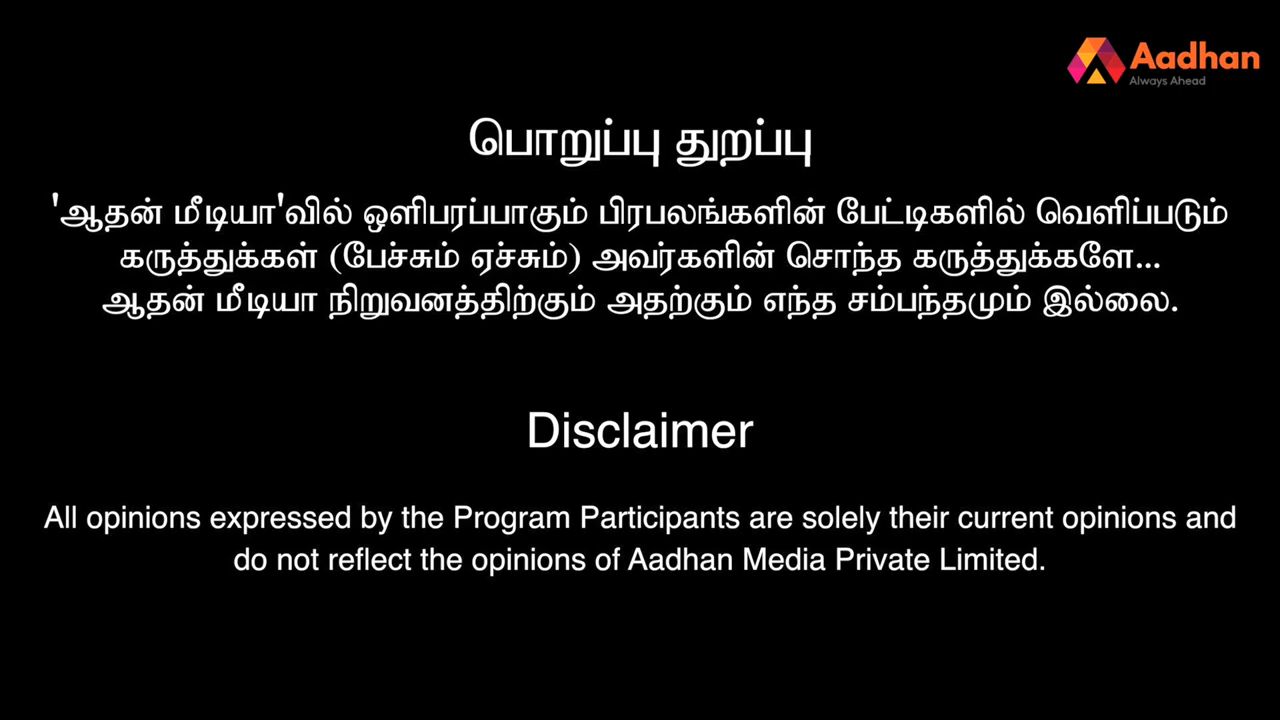 Aadhan
Always Ahead
பொறுப்பு துறப்பு
'ஆதன் மீடியா'வில் ஒளிபரப்பாகும் பிரபலங்களின் பேட்டிகளில் வெளிப்படும்
கருத்துக்கள் (பேச்சும் ஏச்சும்) அவர்களின் சொந்த கருத்துக்களே...
ஆதன் மீடியா நிறுவனத்திற்கும் அதற்கும் எந்த சம்பந்தமும் இல்லை.
Disclaimer
All opinions expressed by the Program Participants are solely their current opinions and
do not reflect the opinions of Aadhan Media Private Limited.